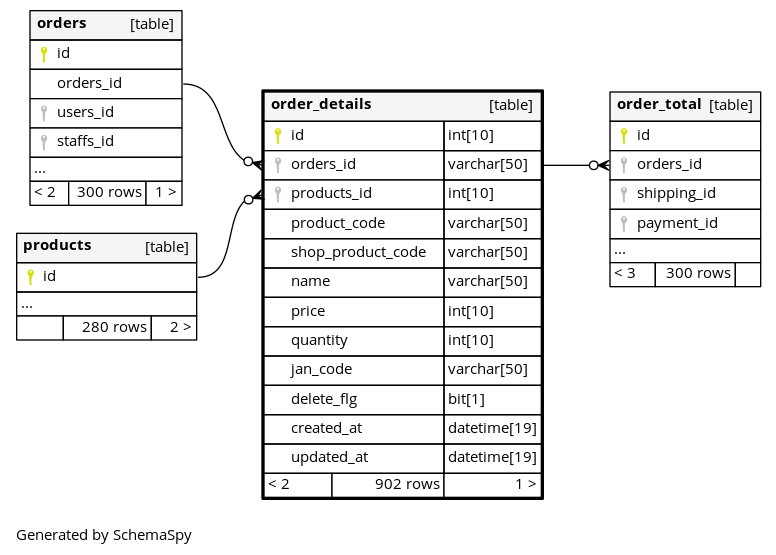 orders [table]
id
orders_id
users_id
staffs_id
...
< 2 300 rows 1 >
products [table]
id
...
280 rows 2 >
order_details [table]
id int[10]
orders_id varchar[50]
products_id int[10]
product_code varchar[50]
shop_product_code varchar[50]
name varchar[50]
price int[10]
quantity int[10]
jan_code varchar[50]
delete_flg bit[1]
created_at datetime[19]
updated_at datetime[19]
< 2 902 rows 1 >
order_total [table]
id
orders_id
shipping_id
payment_id
...
< 3 300 rows
Generated by SchemaSpy